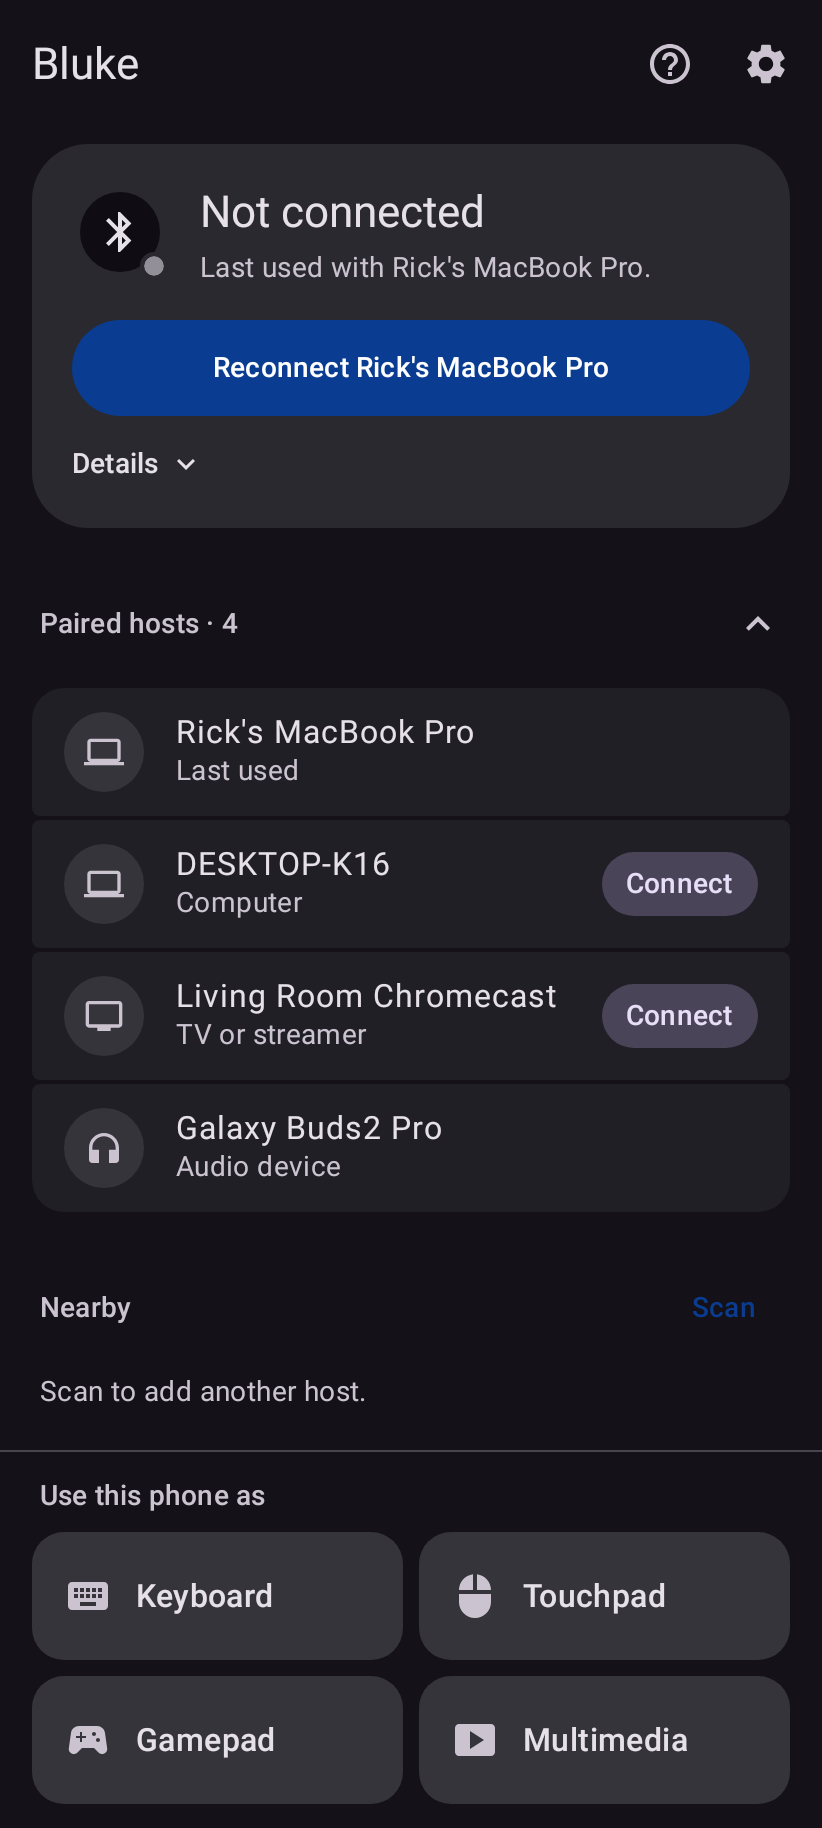 Bluke
Not connected
Last used with Rick's MacBook Pro.
Reconnect Rick's MacBook Pro
Details
Paired hosts · 4
Rick's MacBook Pro
Last used
DESKTOP-K16
Computer
Connect
Living Room Chromecast
TV or streamer
Connect
Galaxy Buds2 Pro
Audio device
Nearby
Scan
Scan to add another host.
Use this phone as
Keyboard
Touchpad
Gamepad
Multimedia